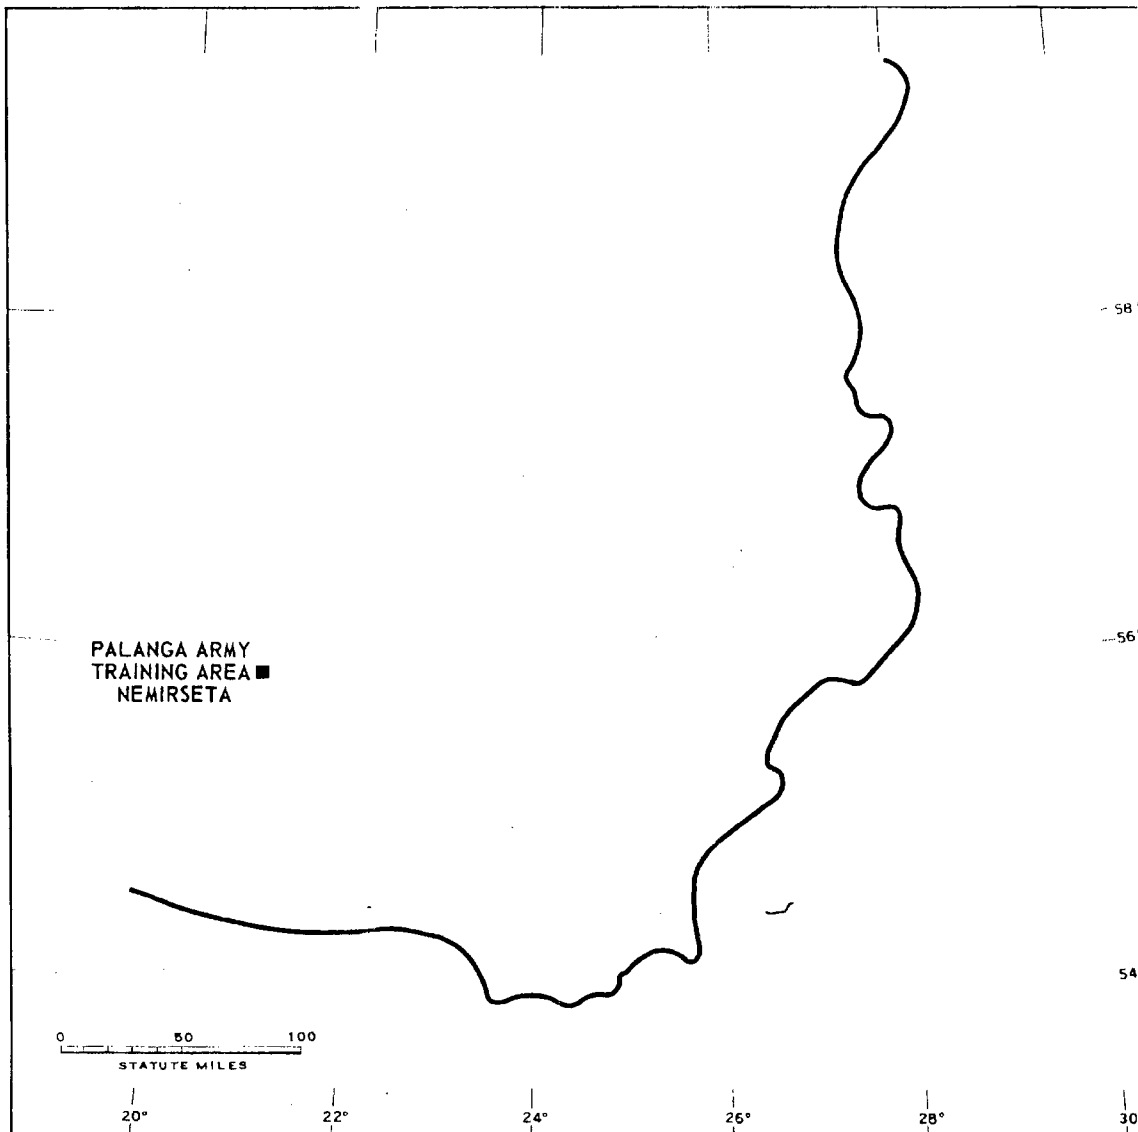 58°
56°
PALANGA ARMY
TRAINING AREA
NEMIRSETA
54
0 50 100
STATUTE MILES
20° 22° 24° 26° 28° 30